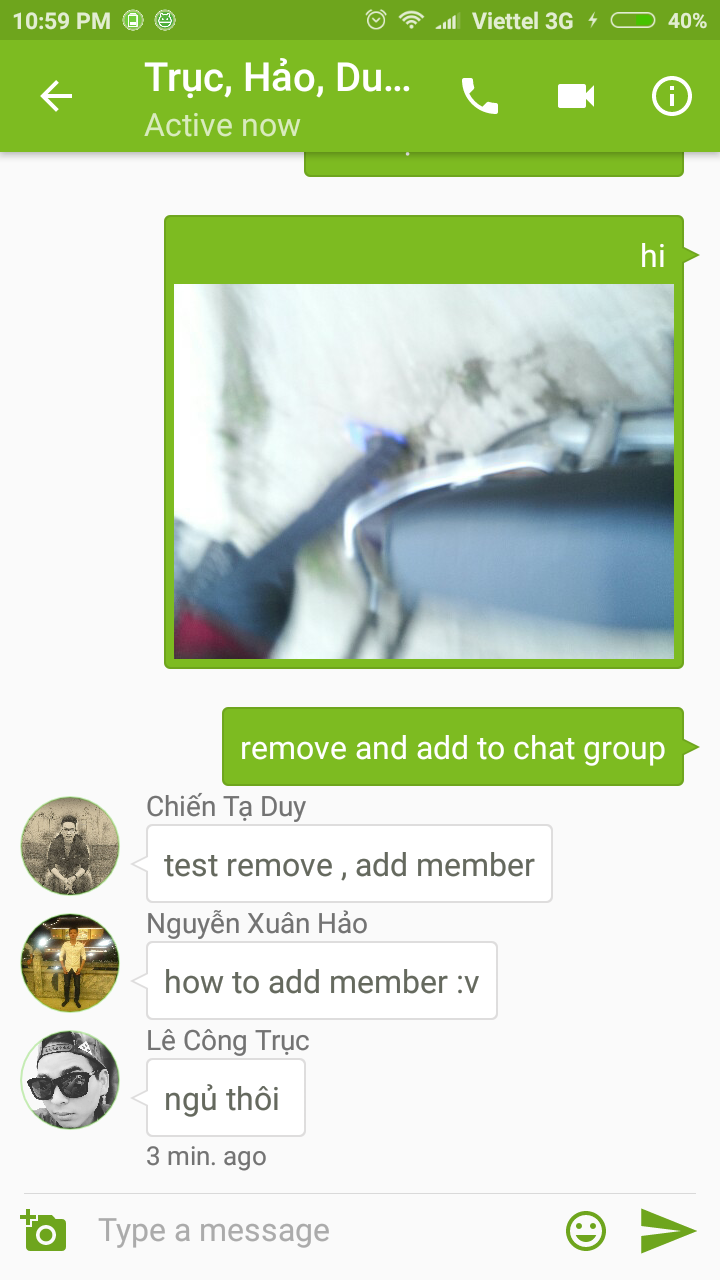 10:59 PM Viettel 3G 40%
Trục, Hảo, Du...
Active now
hi
remove and add to chat group
Chiến Tạ Duy
test remove , add member
Nguyễn Xuân Hảo
how to add member :v
Lê Công Trục
ngủ thôi
3 min. ago
Type a message